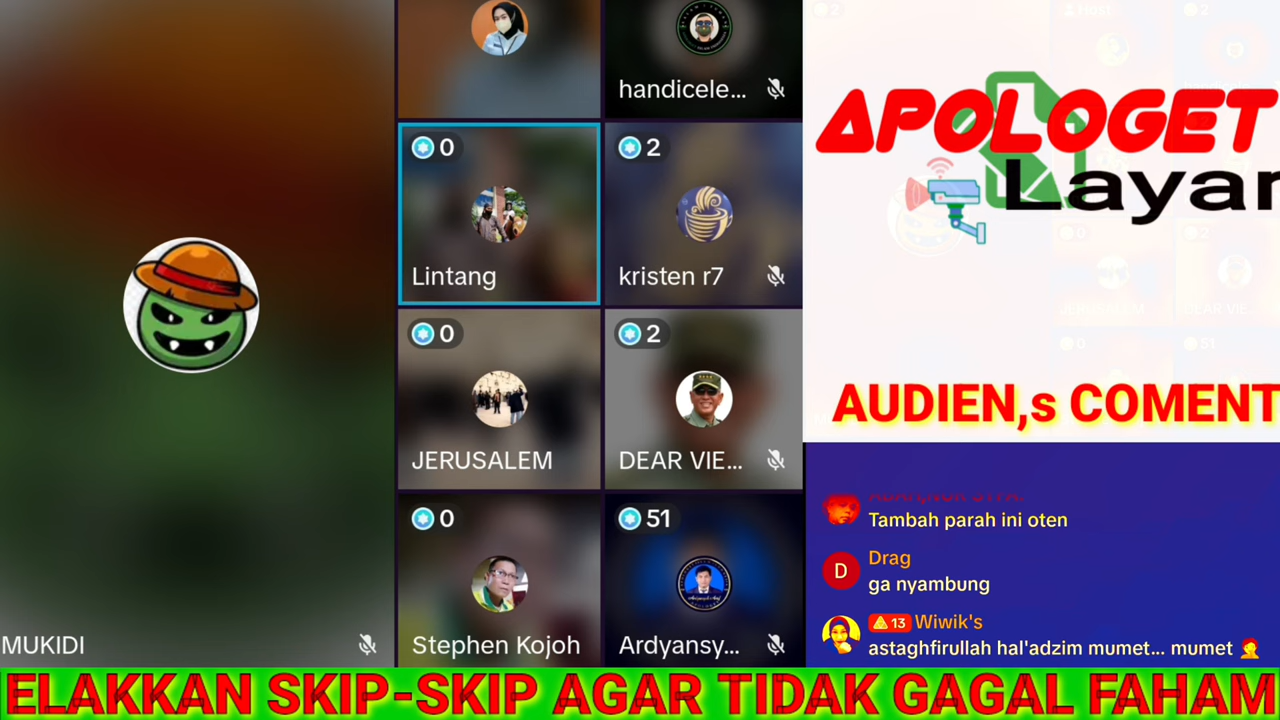 MUKIDI
handicele...
0
Lintang
2
kristen r7
0
JERUSALEM
2
DEAR VIE...
0
Stephen Kojoh
51
Ardyansy...
APOLOGET
Layar
AUDIEN,s COMENT
Tambah parah ini oten
D
Drag
ga nyambung
13 Wiwik's
astaghfirullah hal'adzim mumet... mumet 🤦
ELAKKAN SKIP-SKIP AGAR TIDAK GAGAL FAHAM